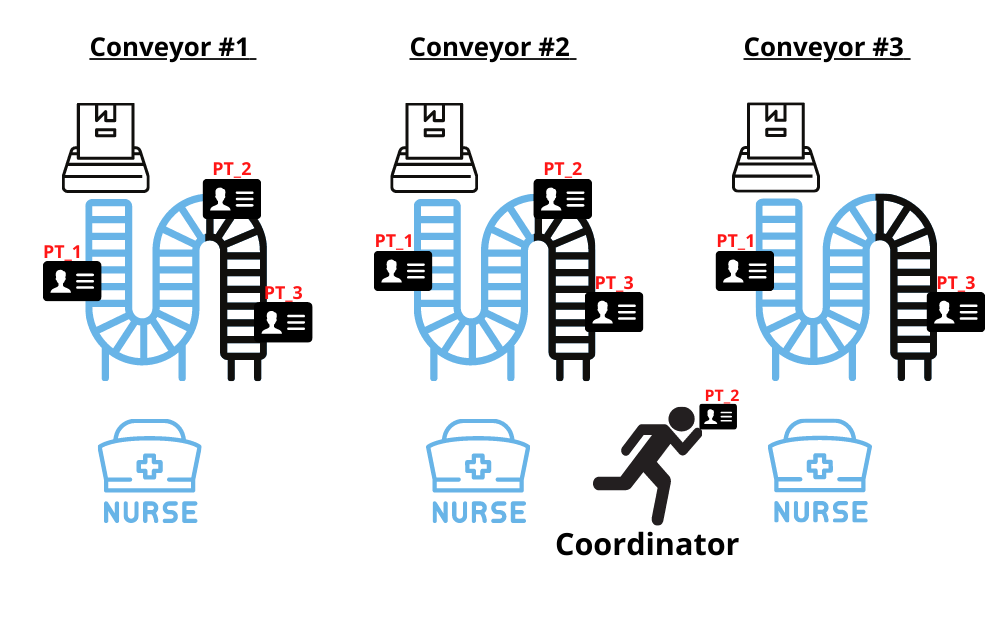 Conveyor #1
Conveyor #2
Conveyor #3
PT_2
PT_2
PT_1
PT_1
PT_1
PT_3
PT_3
PT_3
PT_2
NURSE
NURSE
NURSE
Coordinator